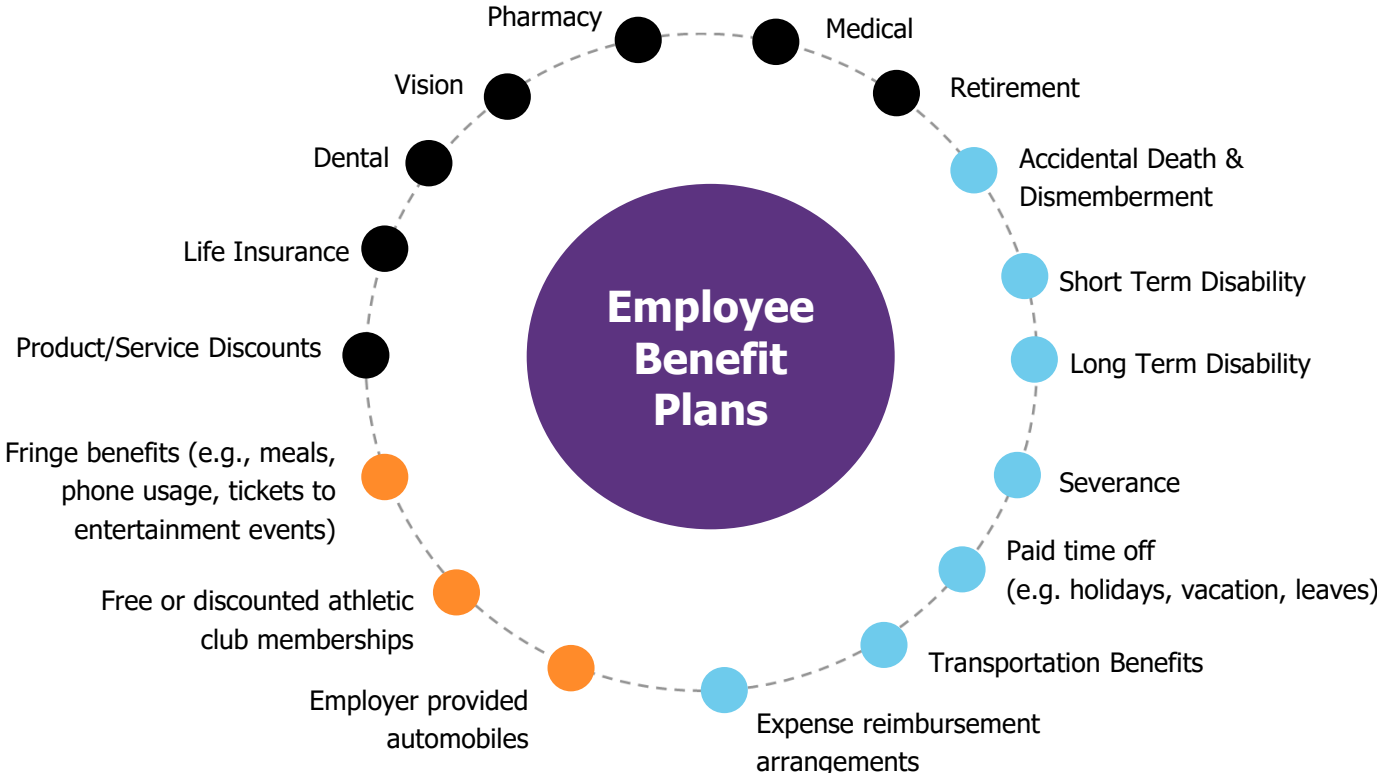 Pharmacy
Medical
Vision
Retirement
Dental
Accidental Death &
Dismemberment
Life Insurance
Short Term Disability
Employee
Benefit
Plans
Product/Service Discounts
Long Term Disability
Fringe benefits (e.g., meals,
phone usage, tickets to
entertainment events)
Severance
Paid time off
(e.g. holidays, vacation, leaves)
Free or discounted athletic
club memberships
Transportation Benefits
Employer provided
automobiles
Expense reimbursement
arrangements